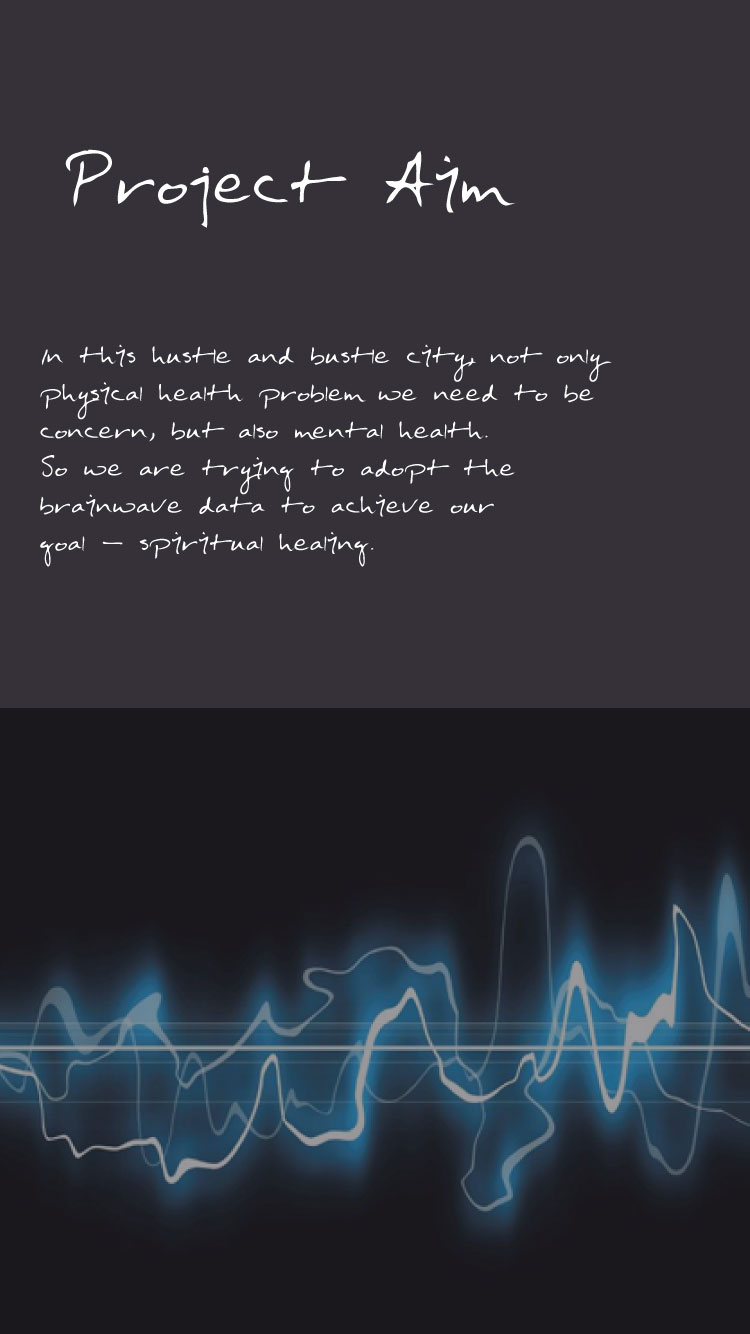 Project Aim
In this hustle and bustle city, not only
physical health problem we need to be
concern, but also mental health.
So we are trying to adopt the
brainwave data to achieve our
goal – spiritual healing.